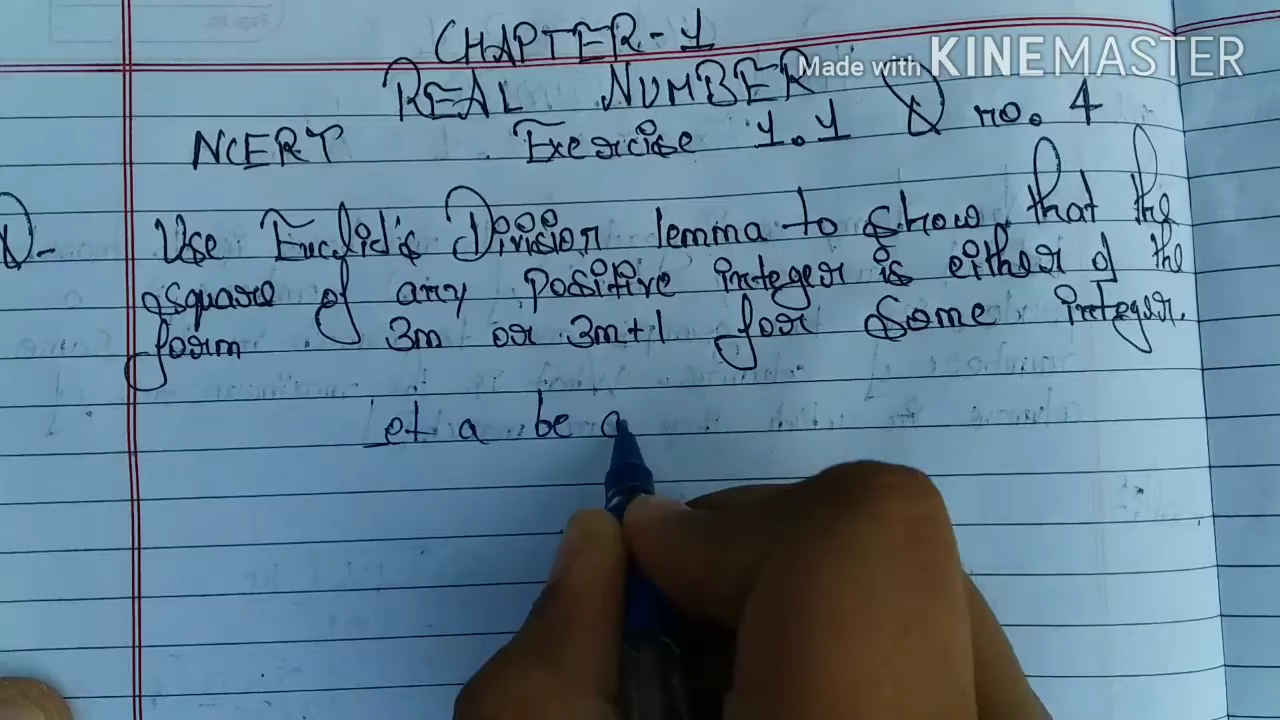 CHAPTER-1
Made with KINEMASTER
REAL NUMBER
NCERT Exercise 1.1 Q no. 4
Q- Use Euclid's Division lemma to show that the
square of any positive integer is either of the
form 3m or 3m+1 for some integer.
Let a be a